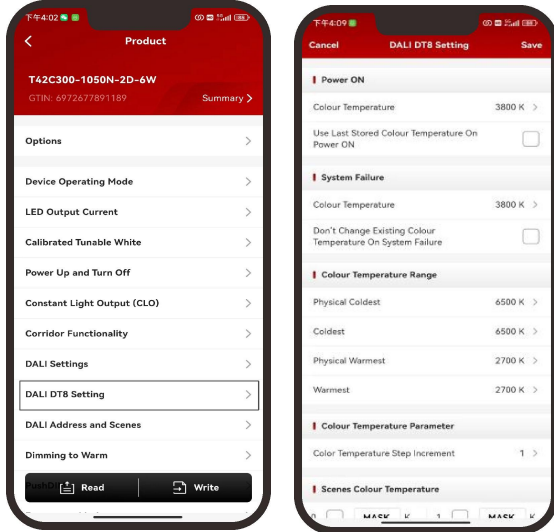 下午4:02
Product
T42C300-1050N-2D-6W
GTIN: 6972677891189
Summary >
Options
Device Operating Mode
LED Output Current
Calibrated Tunable White
Power Up and Turn Off
Constant Light Output (CLO)
Corridor Functionality
DALI Settings
DALI DT8 Setting
DALI Address and Scenes
Dimming to Warm
Read
Write
下午4:09
Cancel
DALI DT8 Setting
Save
Power ON
Colour Temperature
3800 K >
Use Last Stored Colour Temperature On
Power ON
System Failure
Colour Temperature
3800 K >
Don't Change Existing Colour
Temperature On System Failure
Colour Temperature Range
Physical Coldest
6500 K >
Coldest
6500 K >
Physical Warmest
2700 K >
Warmest
2700 K >
Colour Temperature Parameter
Color Temperature Step Increment
1 >
Scenes Colour Temperature
0
MASK
K
1
MASK
K